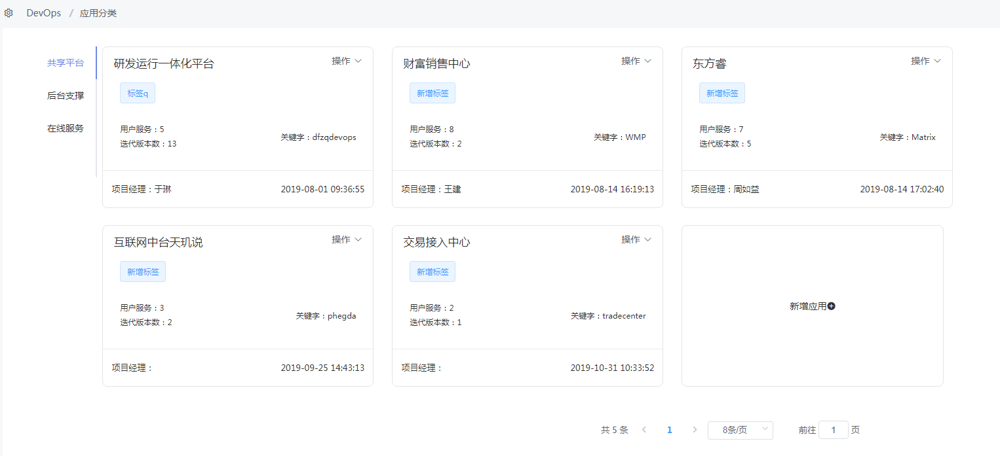 DevOps / 应用分类
共享平台
后台支撑
在线服务
研发运行一体化平台
操作
标签q
用户服务：5
迭代版本数：13
关键字：dfzqdevops
项目经理：于琳
2019-08-01 09:36:55
财富销售中心
操作
新增标签
用户服务：8
迭代版本数：2
关键字：WMP
项目经理：王建
2019-08-14 16:19:13
东方睿
操作
新增标签
用户服务：7
迭代版本数：5
关键字：Matrix
项目经理：周如益
2019-08-14 17:02:40
互联网中台天玑说
操作
新增标签
用户服务：3
迭代版本数：2
关键字：phegda
项目经理：
2019-09-25 14:43:13
交易接入中心
操作
新增标签
用户服务：2
迭代版本数：1
关键字：tradecenter
项目经理：
2019-10-31 10:33:52
新增应用
共 5 条 1 8条/页 前往 1 页